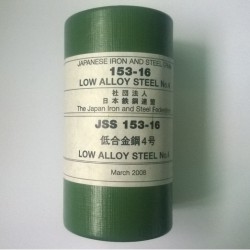 JAPANESE IRON AND STEEL
153-16
LOW ALLOY STEEL No.4
社団法人
日本鉄鋼連盟
The Japan Iron and Steel Federation
JSS 153-16
低合金鋼4号
LOW ALLOY STEEL No.4
March 2008